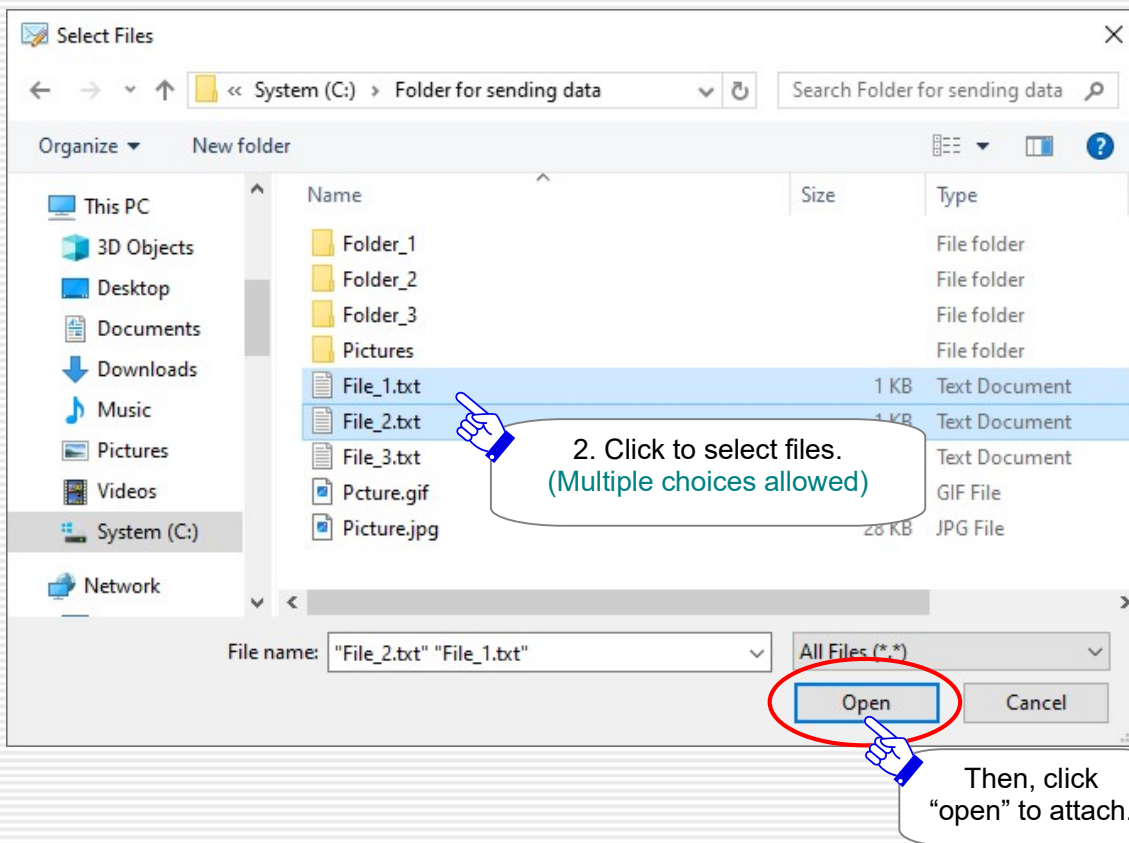 Select Files
« System (C:) › Folder for sending data
Search Folder for sending data
Organize
New folder
This PC
3D Objects
Desktop
Documents
Downloads
Music
Pictures
Videos
System (C:)
Network
Name Size Type
Folder_1 File folder
Folder_2 File folder
Folder_3 File folder
Pictures File folder
File_1.txt 1 KB Text Document
File_2.txt 1 KB Text Document
File_3.txt Text Document
Pcture.gif GIF File
Picture.jpg 28 KB JPG File
2. Click to select files.
(Multiple choices allowed)
File name: "File_2.txt" "File_1.txt"
All Files (*.*)
Open
Cancel
Then, click
“open” to attach.